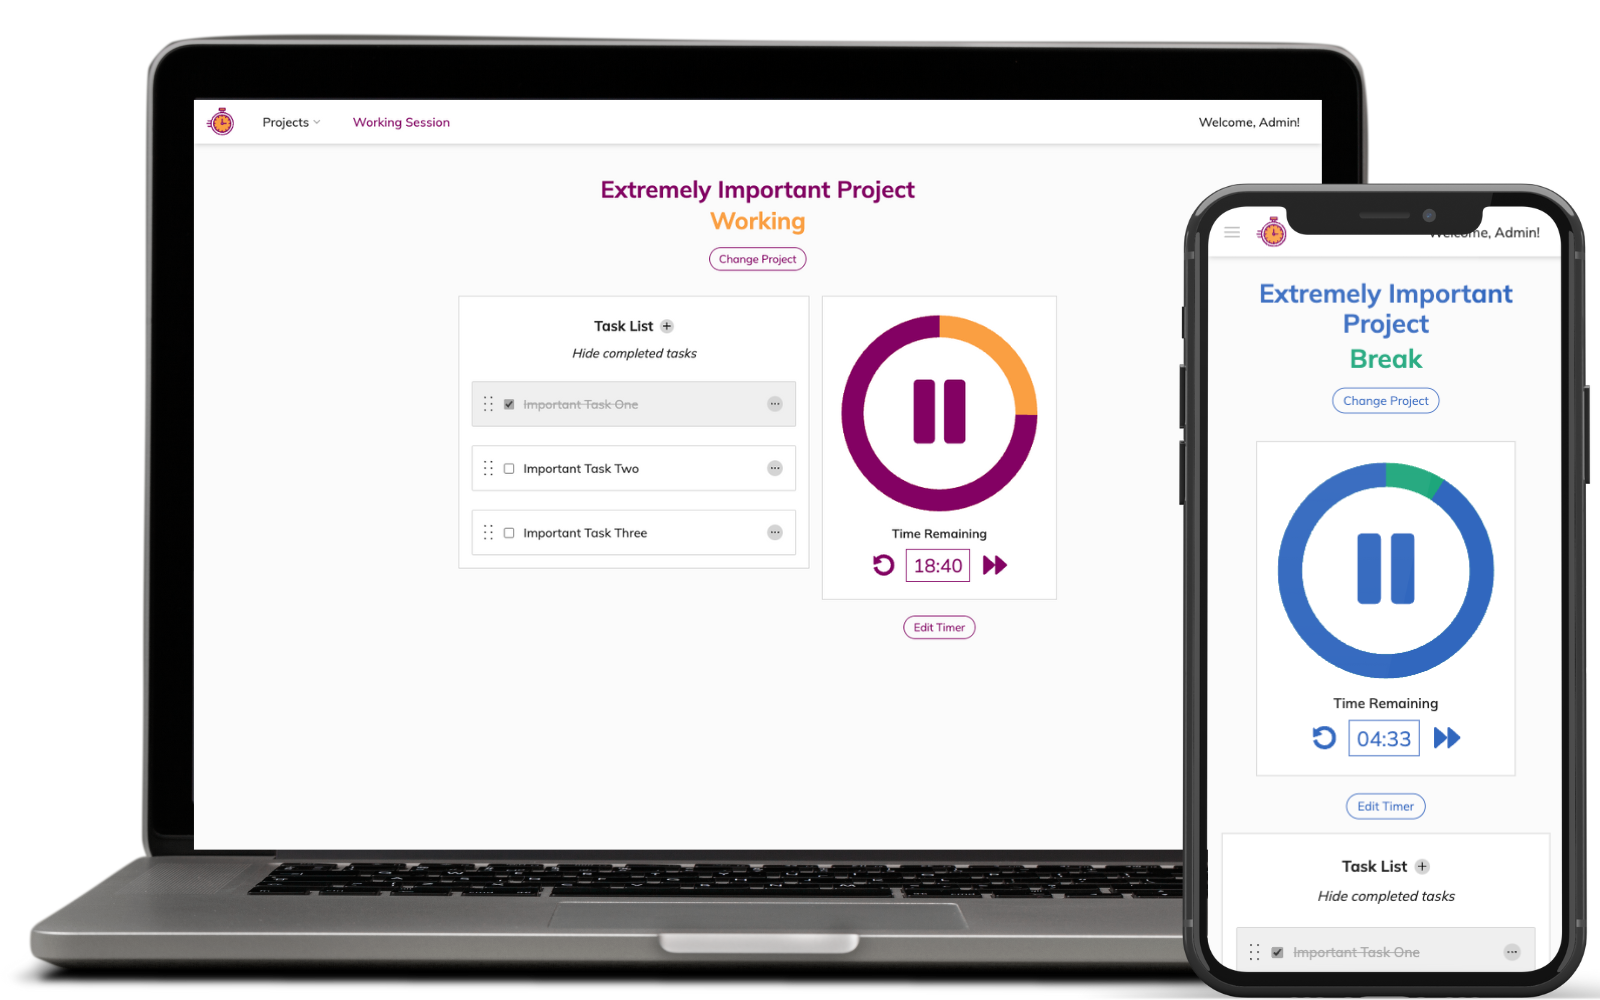 Projects
Working Session
Welcome, Admin!
Extremely Important Project
Working
Change Project
Task List
Hide completed tasks
Important Task One
Important Task Two
Important Task Three
Time Remaining
18:40
Edit Timer
Admin!
Extremely Important
Project
Break
Change Project
Time Remaining
04:33
Edit Timer
Task List
Hide completed tasks
Important Task One